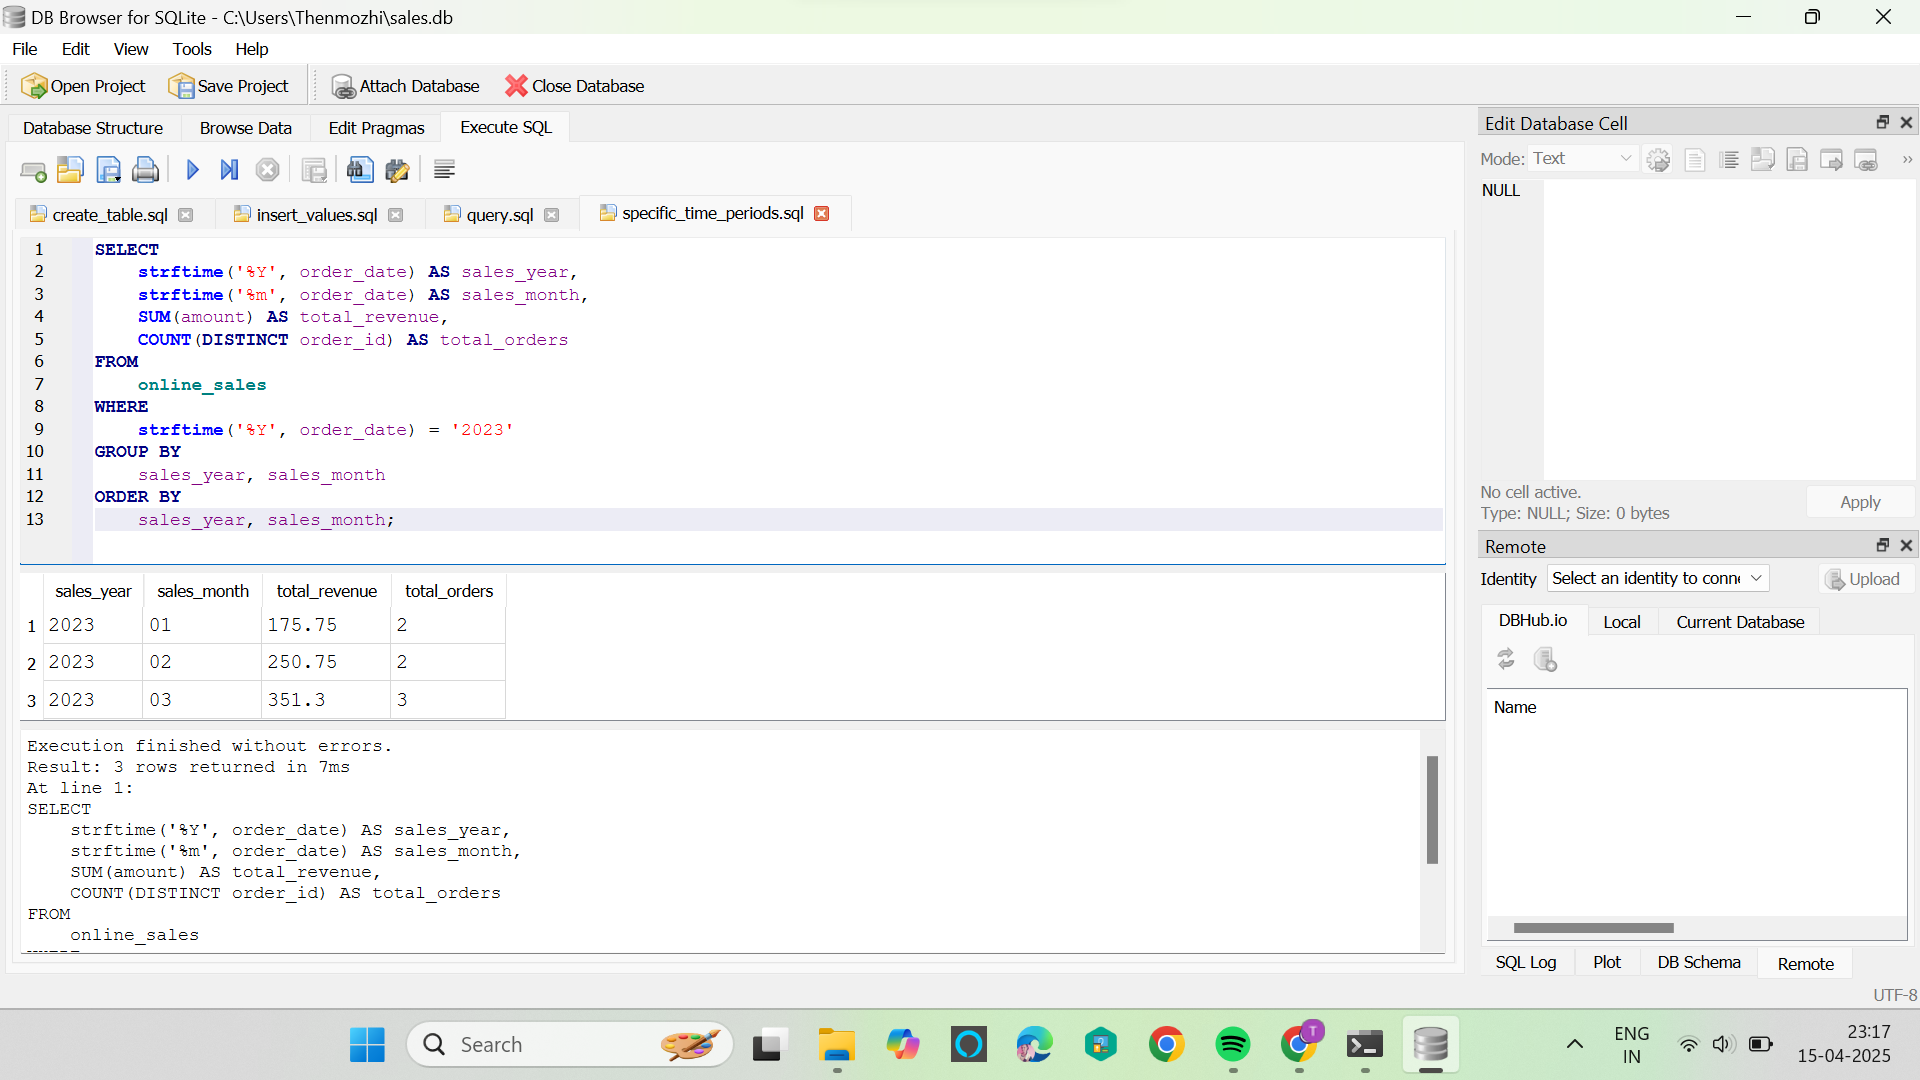 DB Browser for SQLite - C:\Users\Thenmozhi\sales.db
File Edit View Tools Help
Open Project Save Project Attach Database Close Database
Database Structure Browse Data Edit Pragmas Execute SQL
create_table.sql insert_values.sql query.sql specific_time_periods.sql
1 SELECT
2 strftime('%Y', order_date) AS sales_year,
3 strftime('%m', order_date) AS sales_month,
4 SUM(amount) AS total_revenue,
5 COUNT(DISTINCT order_id) AS total_orders
6 FROM
7 online_sales
8 WHERE
9 strftime('%Y', order_date) = '2023'
10 GROUP BY
11 sales_year, sales_month
12 ORDER BY
13 sales_year, sales_month;
sales_year sales_month total_revenue total_orders
1 2023 01 175.75 2
2 2023 02 250.75 2
3 2023 03 351.3 3
Execution finished without errors.
Result: 3 rows returned in 7ms
At line 1:
SELECT
strftime('%Y', order_date) AS sales_year,
strftime('%m', order_date) AS sales_month,
SUM(amount) AS total_revenue,
COUNT(DISTINCT order_id) AS total_orders
FROM
online_sales
Edit Database Cell
Mode: Text »
NULL
No cell active.
Type: NULL; Size: 0 bytes
Apply
Remote
Identity Select an identity to conne Upload
DBHub.io Local Current Database
Name
SQL Log Plot DB Schema Remote
UTF-8
Search
T
ENG
IN
23:17
15-04-2025